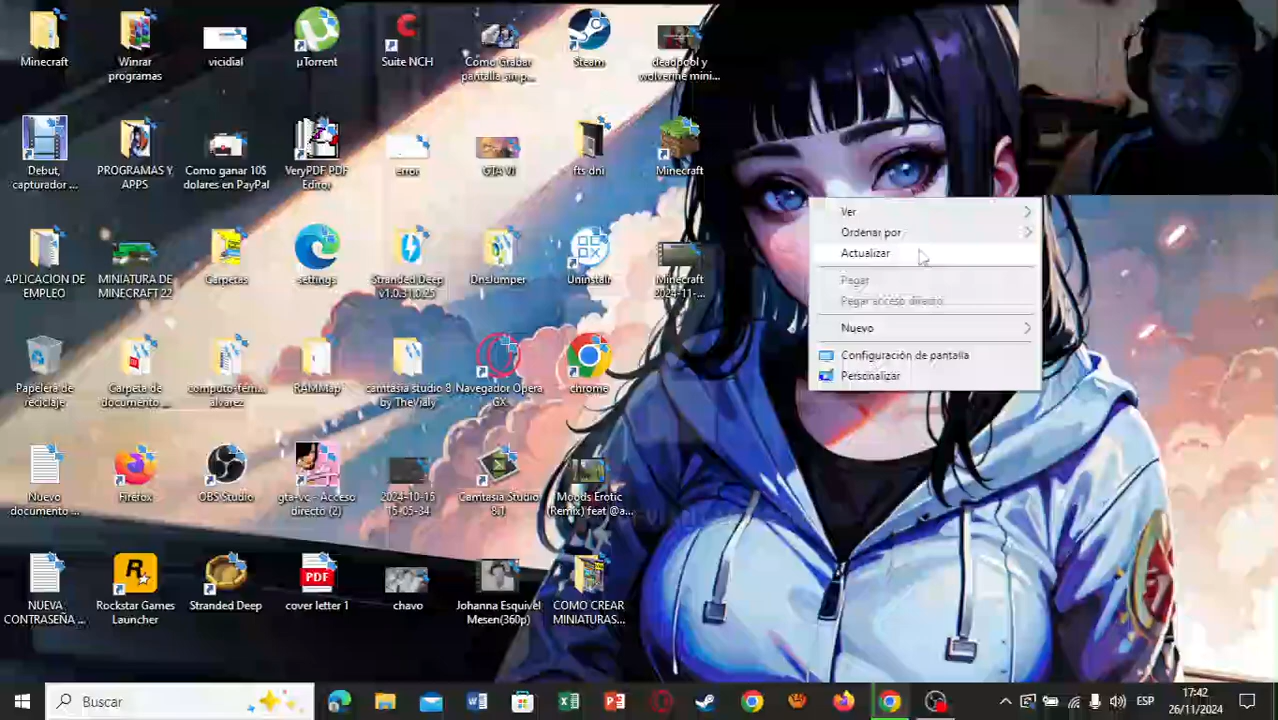 Minecraft
Winrar
programas
vicidial
µTorrent
Suite NCH
Como Grabar
pantalla sin p...
Steam
deadpool y
wolverine mini...
Debut,
capturador ...
PROGRAMAS Y
APPS
Como ganar 10$
dolares en PayPal
VeryPDF PDF
Editor
error
GTA VI
fts dni
Minecraft
APLICACION DE
EMPLEO
MINIATURA DE
MINECRAFT 22
Carpetas
settings
Stranded Deep
v1.0.3.1.0.25
DnsJumper
Uninstall
Minecraft
2024-11-...
Papelera de
reciclaje
Carpeta de
documento ...
computo-fém...
alvarez
RAMMap
camtasia studio 8
by TheVialy
Navegador Opera
GX
chrome
Nuevo
documento ...
Firefox
OBS Studio
gta-vc - Acceso
directo (2)
2024-10-15
15-05-34
Camtasia Studio
8.1
Moods Erotic
(Remix) feat @a...
NUEVA
CONTRASEÑA ...
Rockstar Games
Launcher
Stranded Deep
PDF
cover letter 1
chavo
Johanna Esquivel
Mesen(360p)
COMO CREAR
MINIATURAS...
Ver
Ordenar por
Actualizar
Pegar
Pegar acceso directo
Nuevo
Configuración de pantalla
Personalizar
Buscar
ESP
17:42
26/11/2024